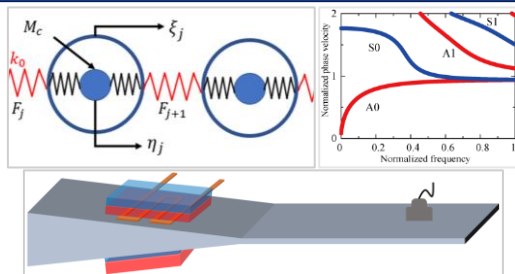 M_c
ξ_j
k_0
F_j
F_{j+1}
η_j
Normalized phase velocity
2
1
0
0
0.2
0.4
0.6
0.8
1
Normalized frequency
S0
A0
A1
S1